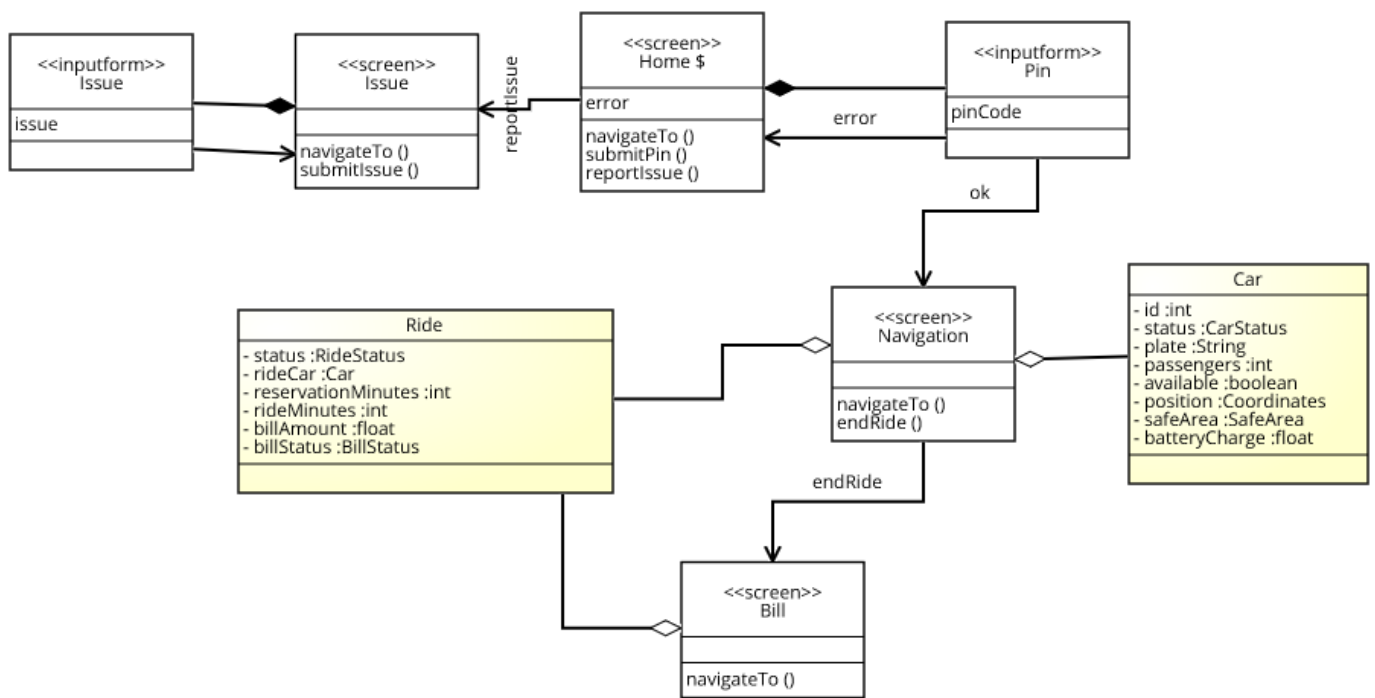 <<inputform>>
Issue
issue
<<screen>>
Issue
navigateTo ()
submitIssue ()
reportIssue
<<screen>>
Home $
error
navigateTo ()
submitPin ()
reportIssue ()
error
<<inputform>>
Pin
pinCode
ok
Ride
- status :RideStatus
- rideCar :Car
- reservationMinutes :int
- rideMinutes :int
- billAmount :float
- billStatus :BillStatus
<<screen>>
Navigation
navigateTo ()
endRide ()
Car
- id :int
- status :CarStatus
- plate :String
- passengers :int
- available :boolean
- position :Coordinates
- safeArea :SafeArea
- batteryCharge :float
endRide
<<screen>>
Bill
navigateTo ()